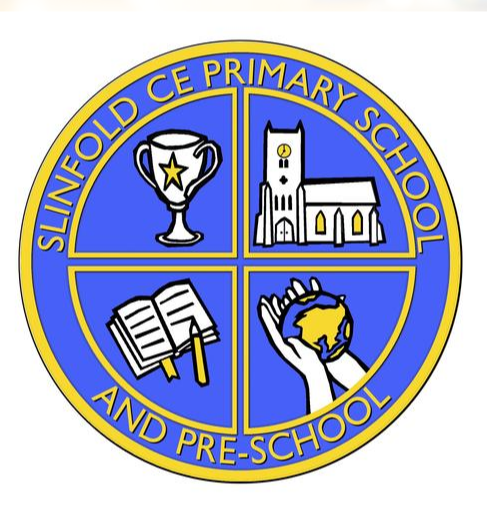 SLINFOLD CE PRIMARY SCHOOL
AND PRE-SCHOOL